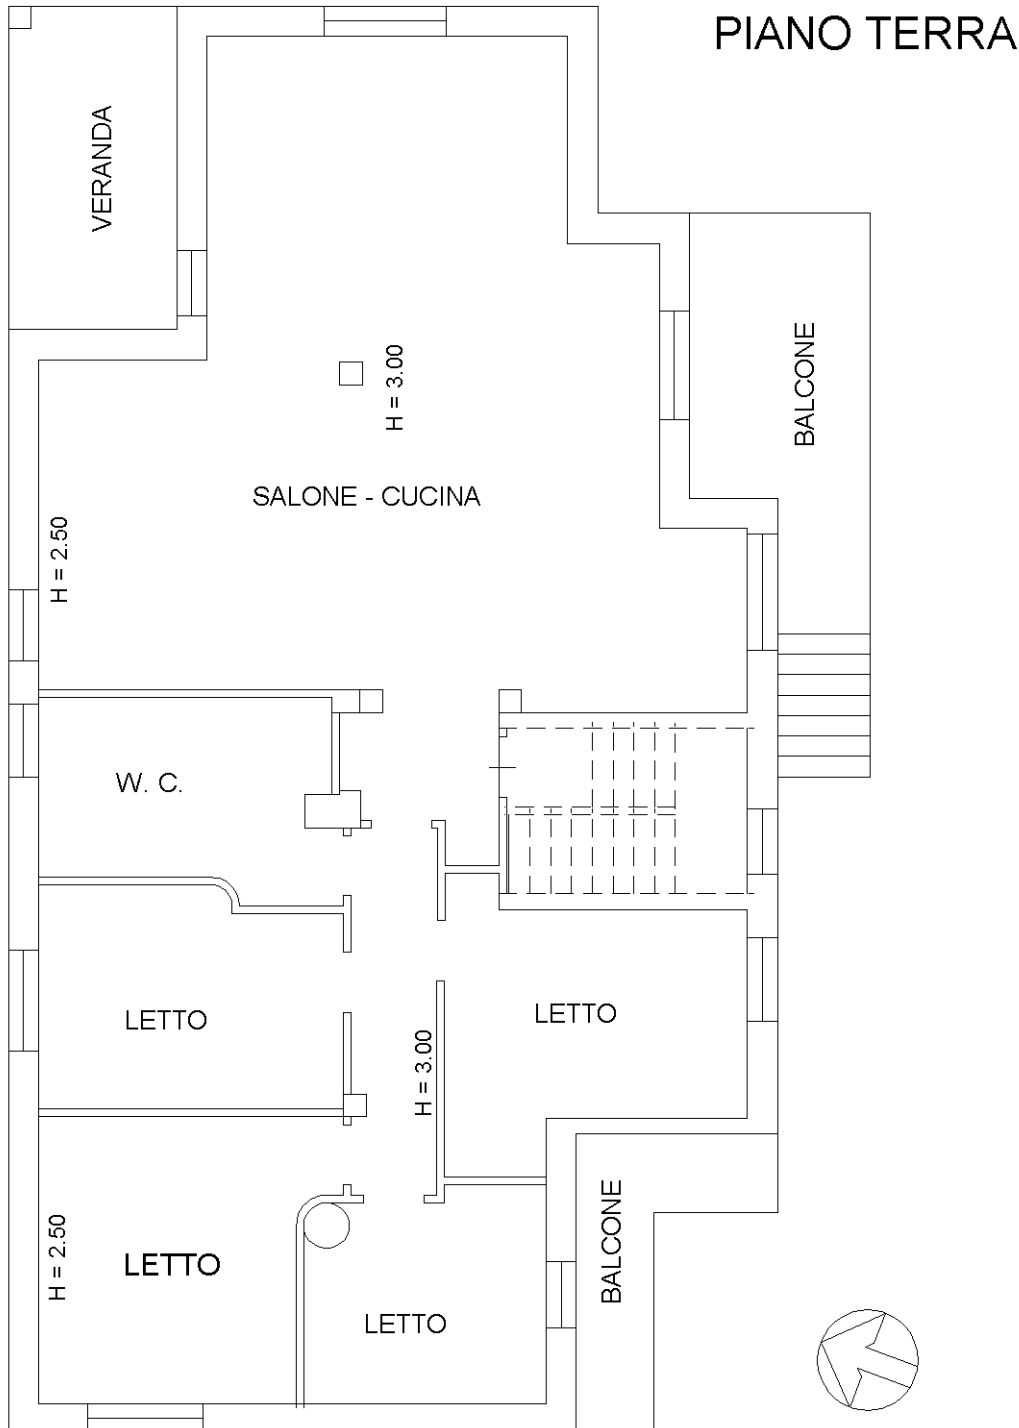 PIANO TERRA
VERANDA
BALCONE
H = 3.00
SALONE - CUCINA
H = 2.50
W. C.
LETTO
LETTO
H = 3.00
BALCONE
H = 2.50
LETTO
LETTO